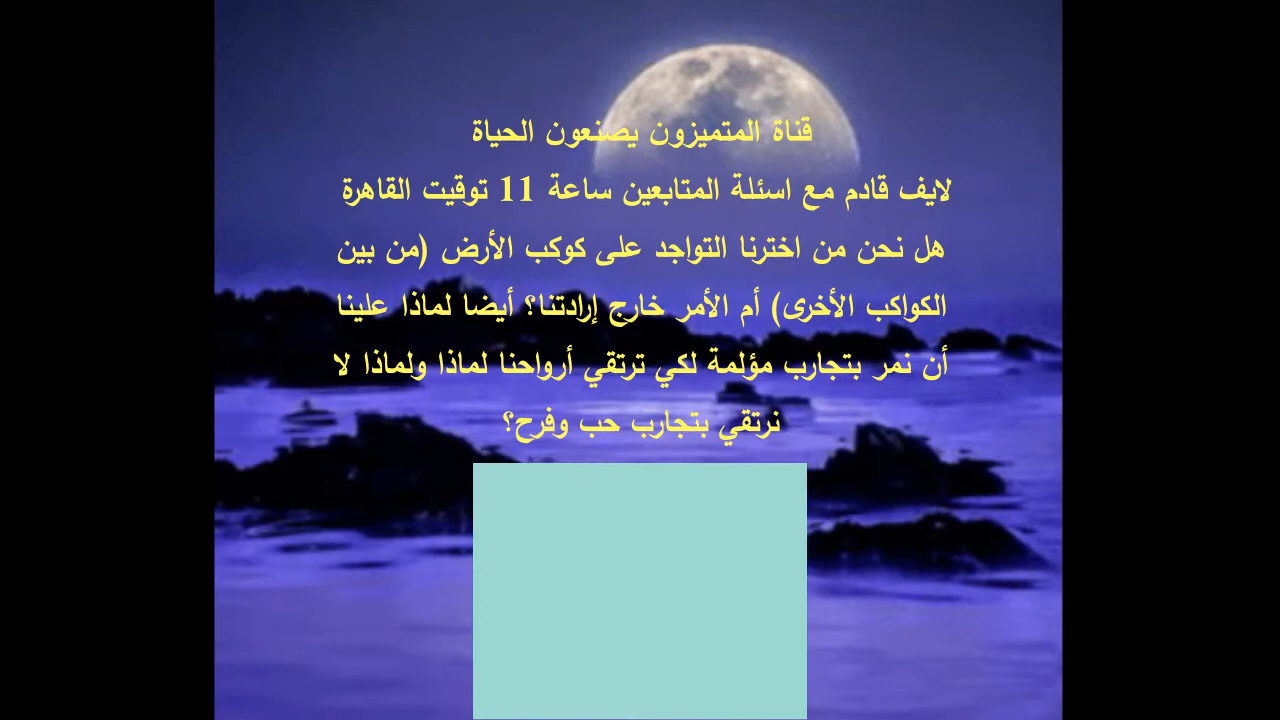 قناة المتميزون يصنعون الحياة
لايف قادم مع اسئلة المتابعين ساعة 11 توقيت القاهرة
هل نحن من اخترنا التواجد على كوكب الأرض (من بين
الكواكب الأخرى) أم الأمر خارج إرادتنا؟ أيضا لماذا علينا
أن نمر بتجارب مؤلمة لكي ترتقي أرواحنا لماذا ولماذا لا
نرتقي بتجارب حب وفرح؟